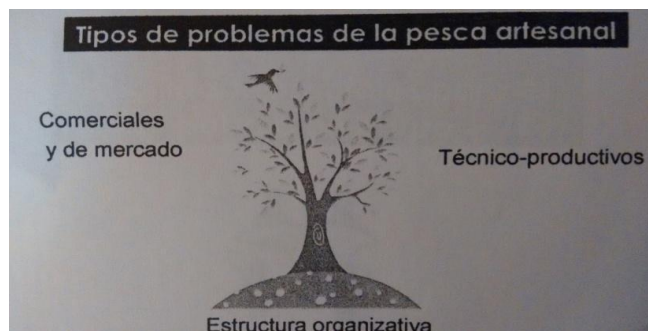 Tipos de problemas de la pesca artesanal
Comerciales
y de mercado
Técnico-productivos
Estructura organizativa